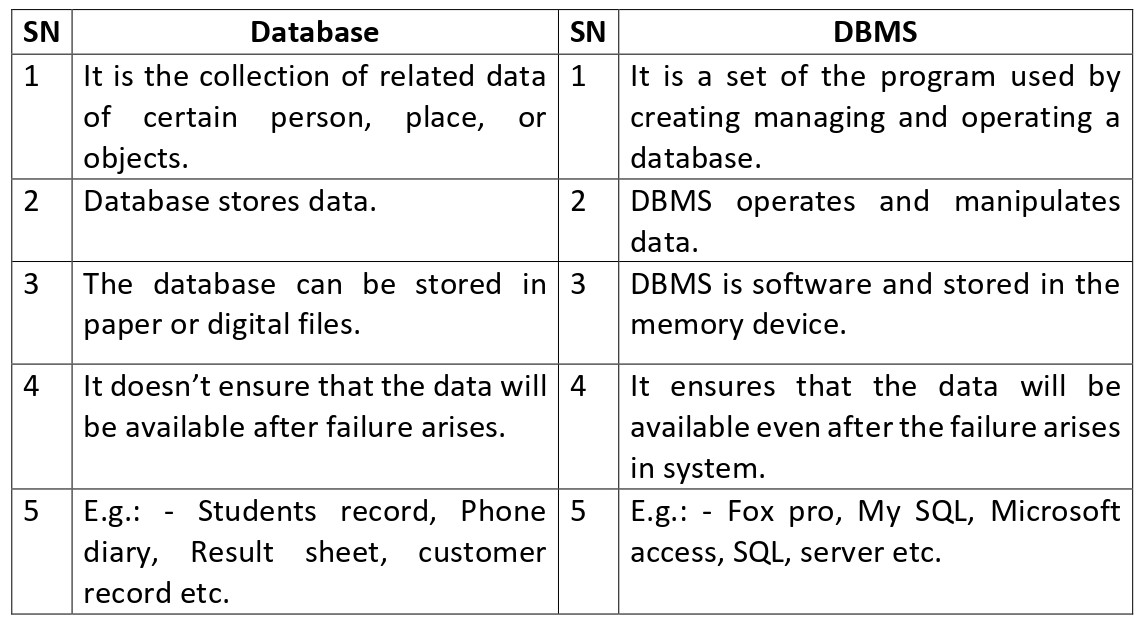 SN Database SN DBMS
1 It is the collection of related data 1 It is a set of the program used by
of certain person, place, or creating managing and operating a
objects. database.
2 Database stores data. 2 DBMS operates and manipulates
data.
3 The database can be stored in 3 DBMS is software and stored in the
paper or digital files. memory device.
4 It doesn’t ensure that the data will 4 It ensures that the data will be
be available after failure arises. available even after the failure arises
in system.
5 E.g.: - Students record, Phone 5 E.g.: - Fox pro, My SQL, Microsoft
diary, Result sheet, customer access, SQL, server etc.
record etc.